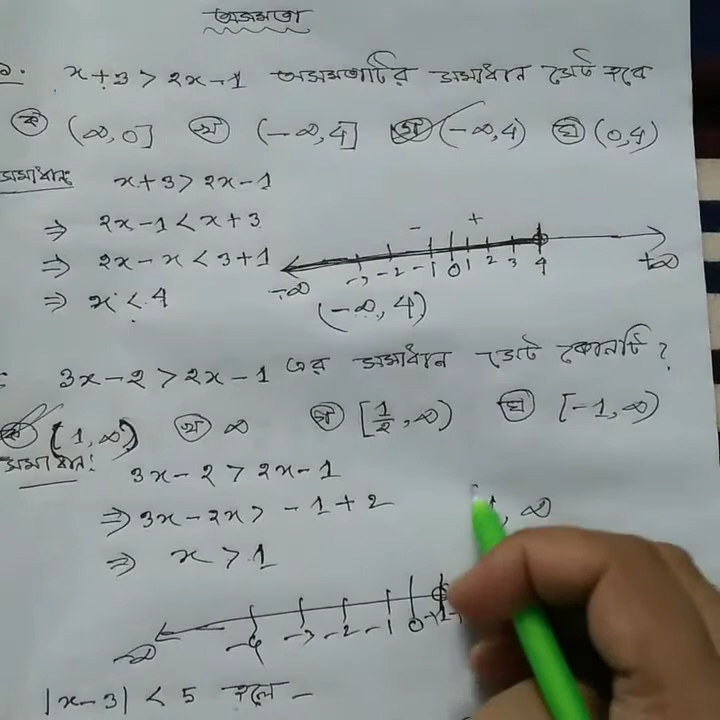 অসমতা
১. x+3 > 2x-1 অসমতাটির সমাধান সেট হবে
ক (∞, 0] খ (-∞, 4] গ (-∞, 4) ঘ (0, 4)
সমাধান: x+3 > 2x-1
⇒ 2x-1 < x+3
⇒ 2x-x < 3+1
⇒ x < 4
- +
-∞ -3 -2 -1 0 1 2 3 4 +∞
(-∞, 4)
: 3x-2 > 2x-1 এর সমাধান সেট কোনটি?
ক (1, ∞) খ ∞ গ [1/2, ∞) ঘ [-1, ∞)
সমাধান: 3x-2 > 2x-1
⇒ 3x-2x > -1+2
1, ∞
⇒ x > 1
-∞ -4 -3 -2 -1 0 +1
|x-3| < 5 হলে -